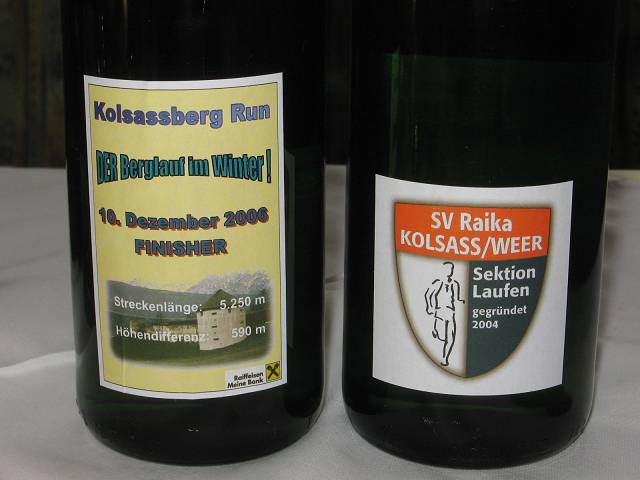 Kolsassberg Run
DER Berglauf im Winter!
10. Dezember 2006
FINISHER
Streckenlänge: 5.250 m
Höhendifferenz: 590 m
Raiffeisen
Meine Bank
SV Raika
KOLSASS/WEER
Sektion
Laufen
gegründet
2004